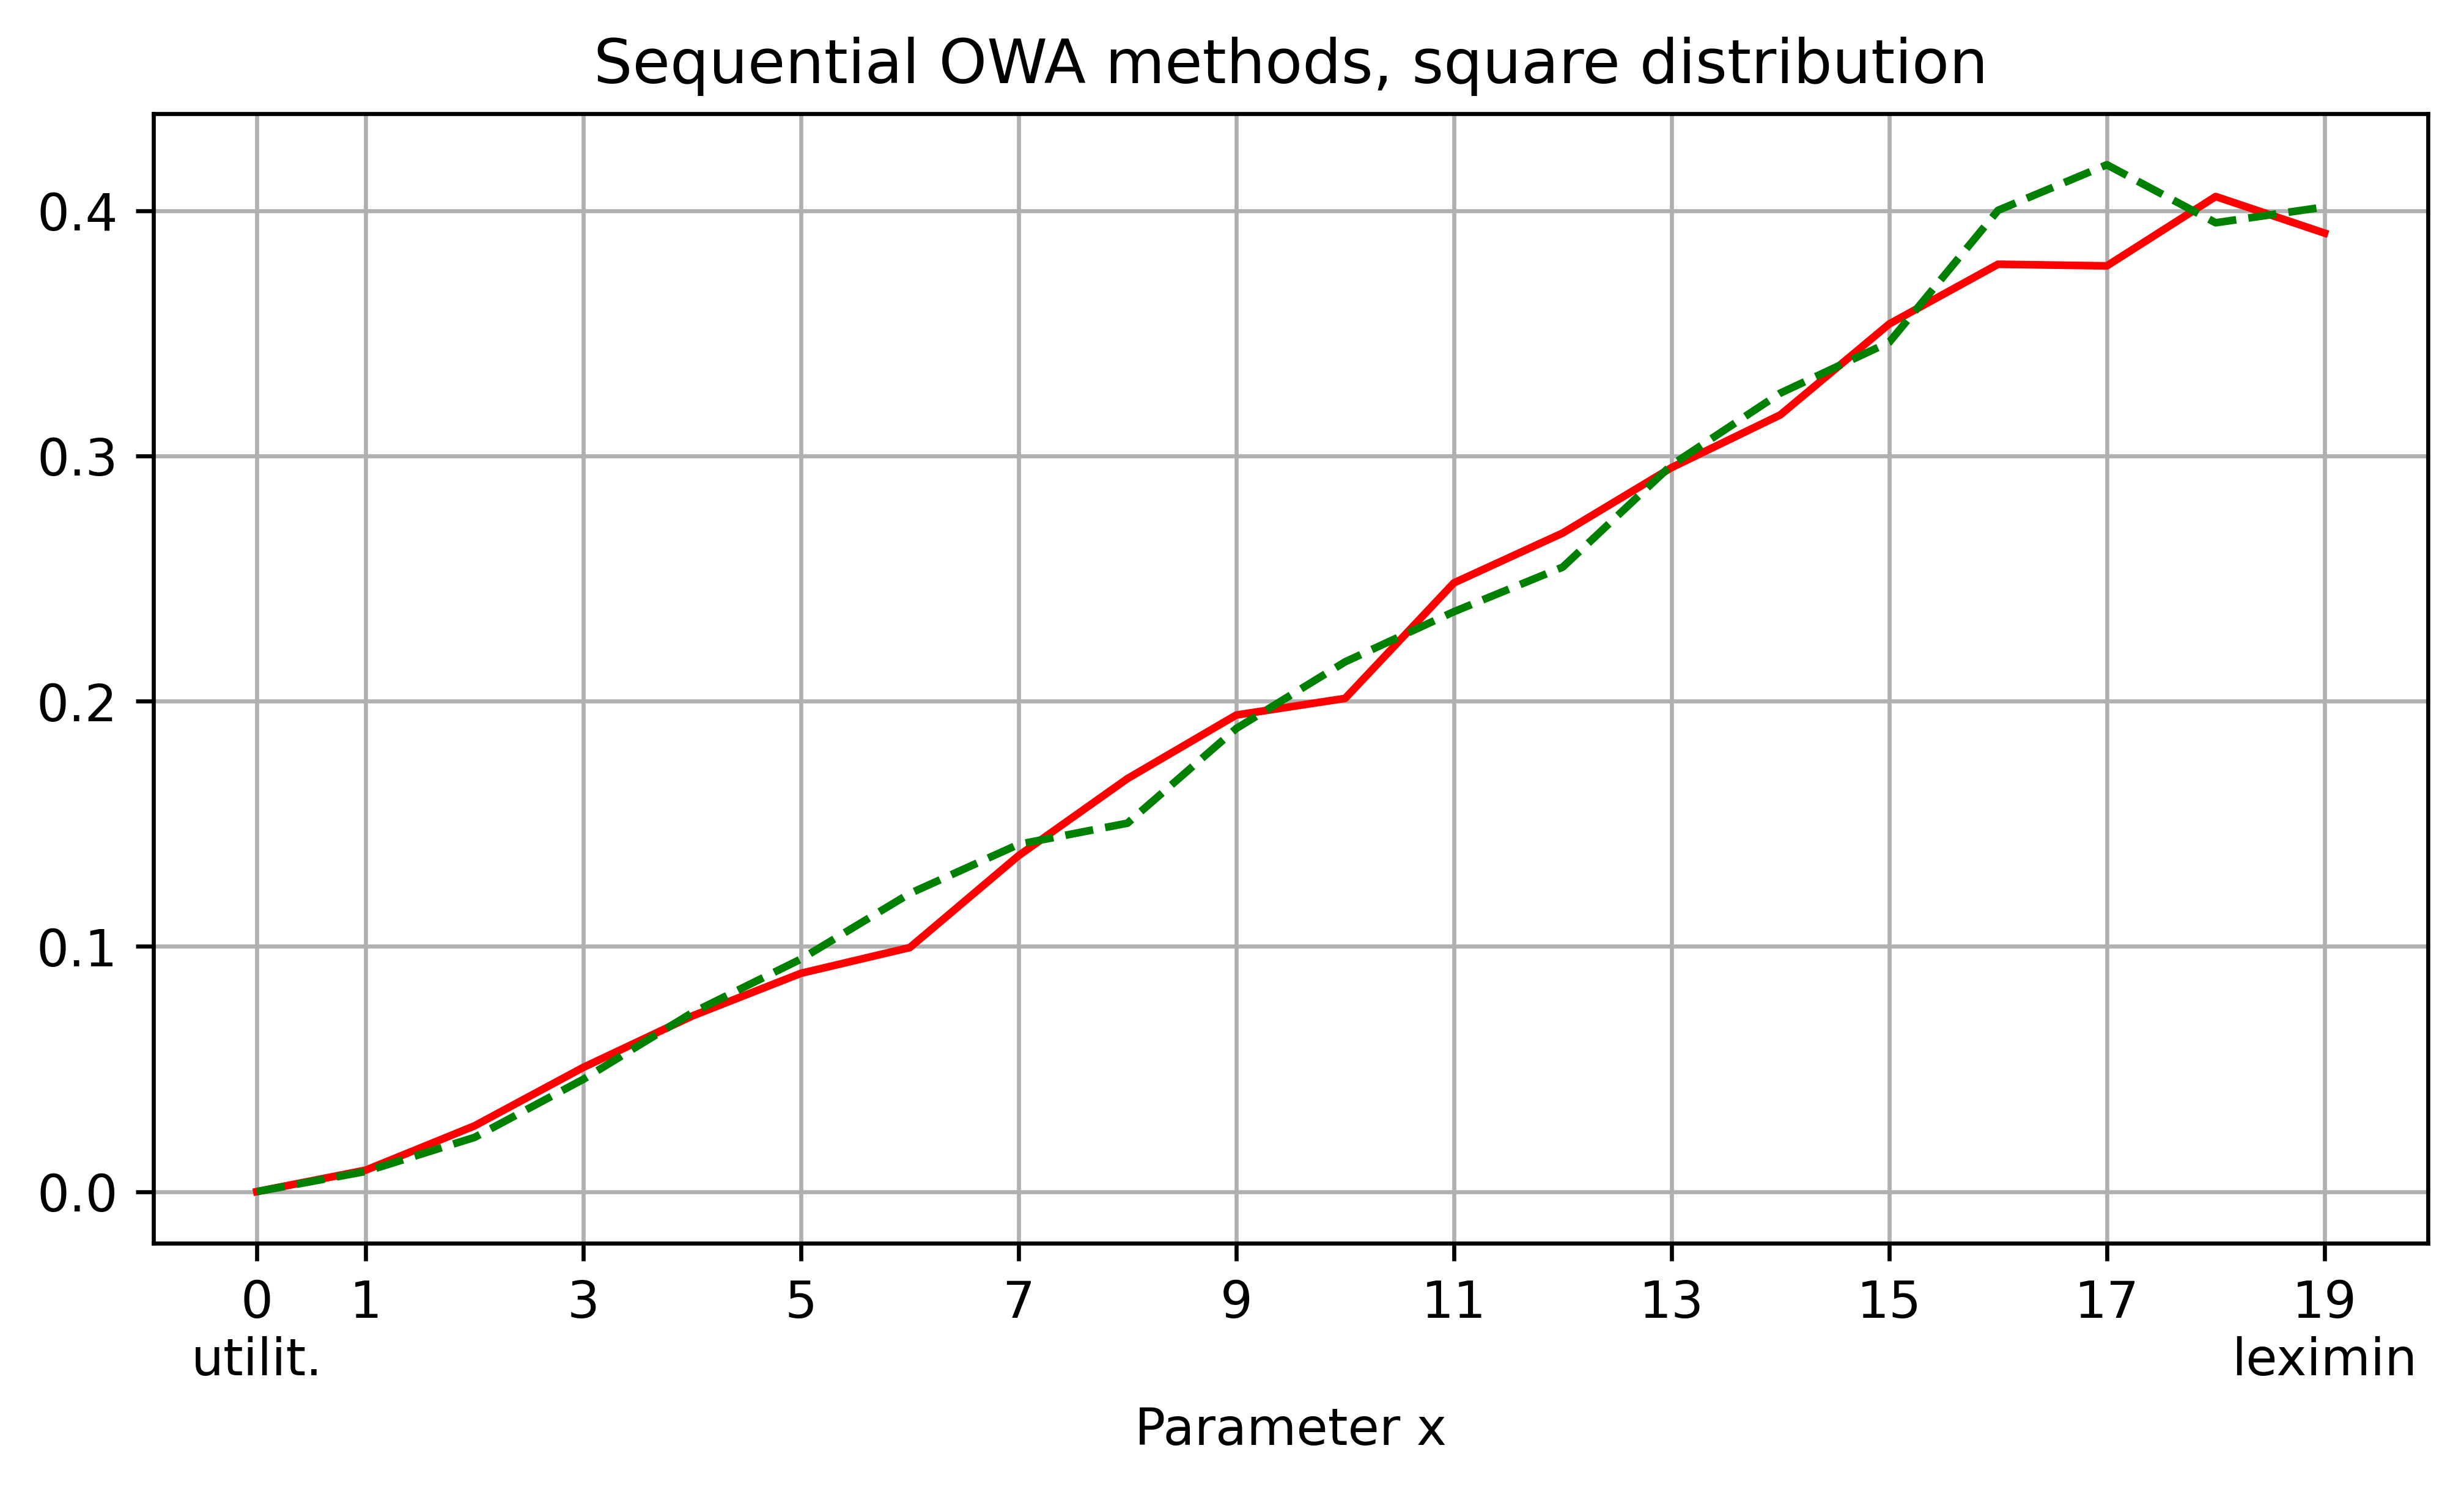 Sequential OWA methods, square distribution
0.4
0.3
0.2
0.1
0.0
0 1 3 5 7 9 11 13 15 17 19
utilit. leximin
Parameter x